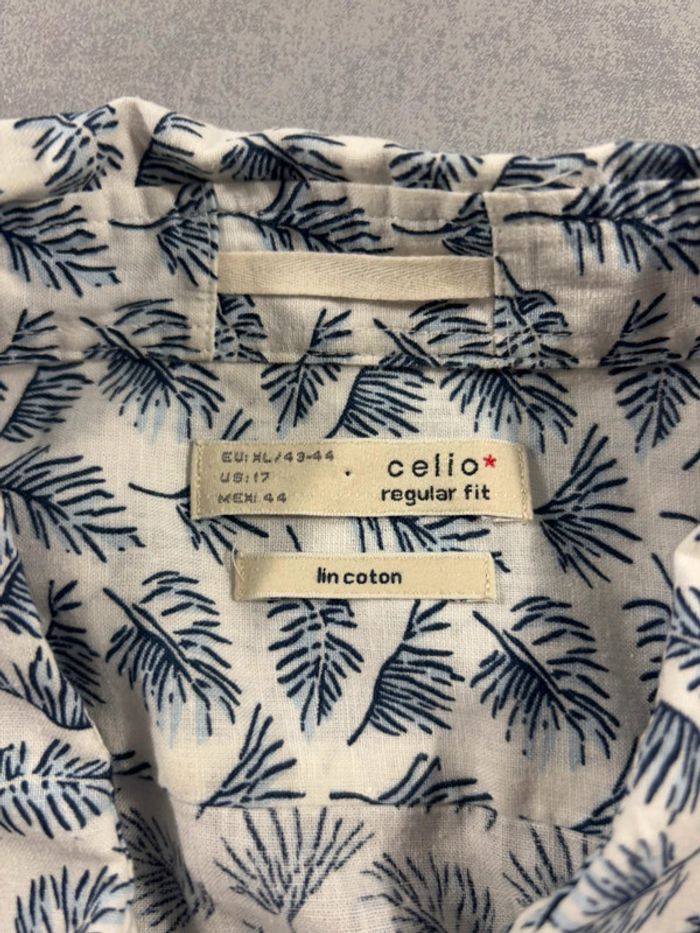 EU: XL/43-44
US: 17
MEX: 44
celio*
regular fit
lin coton